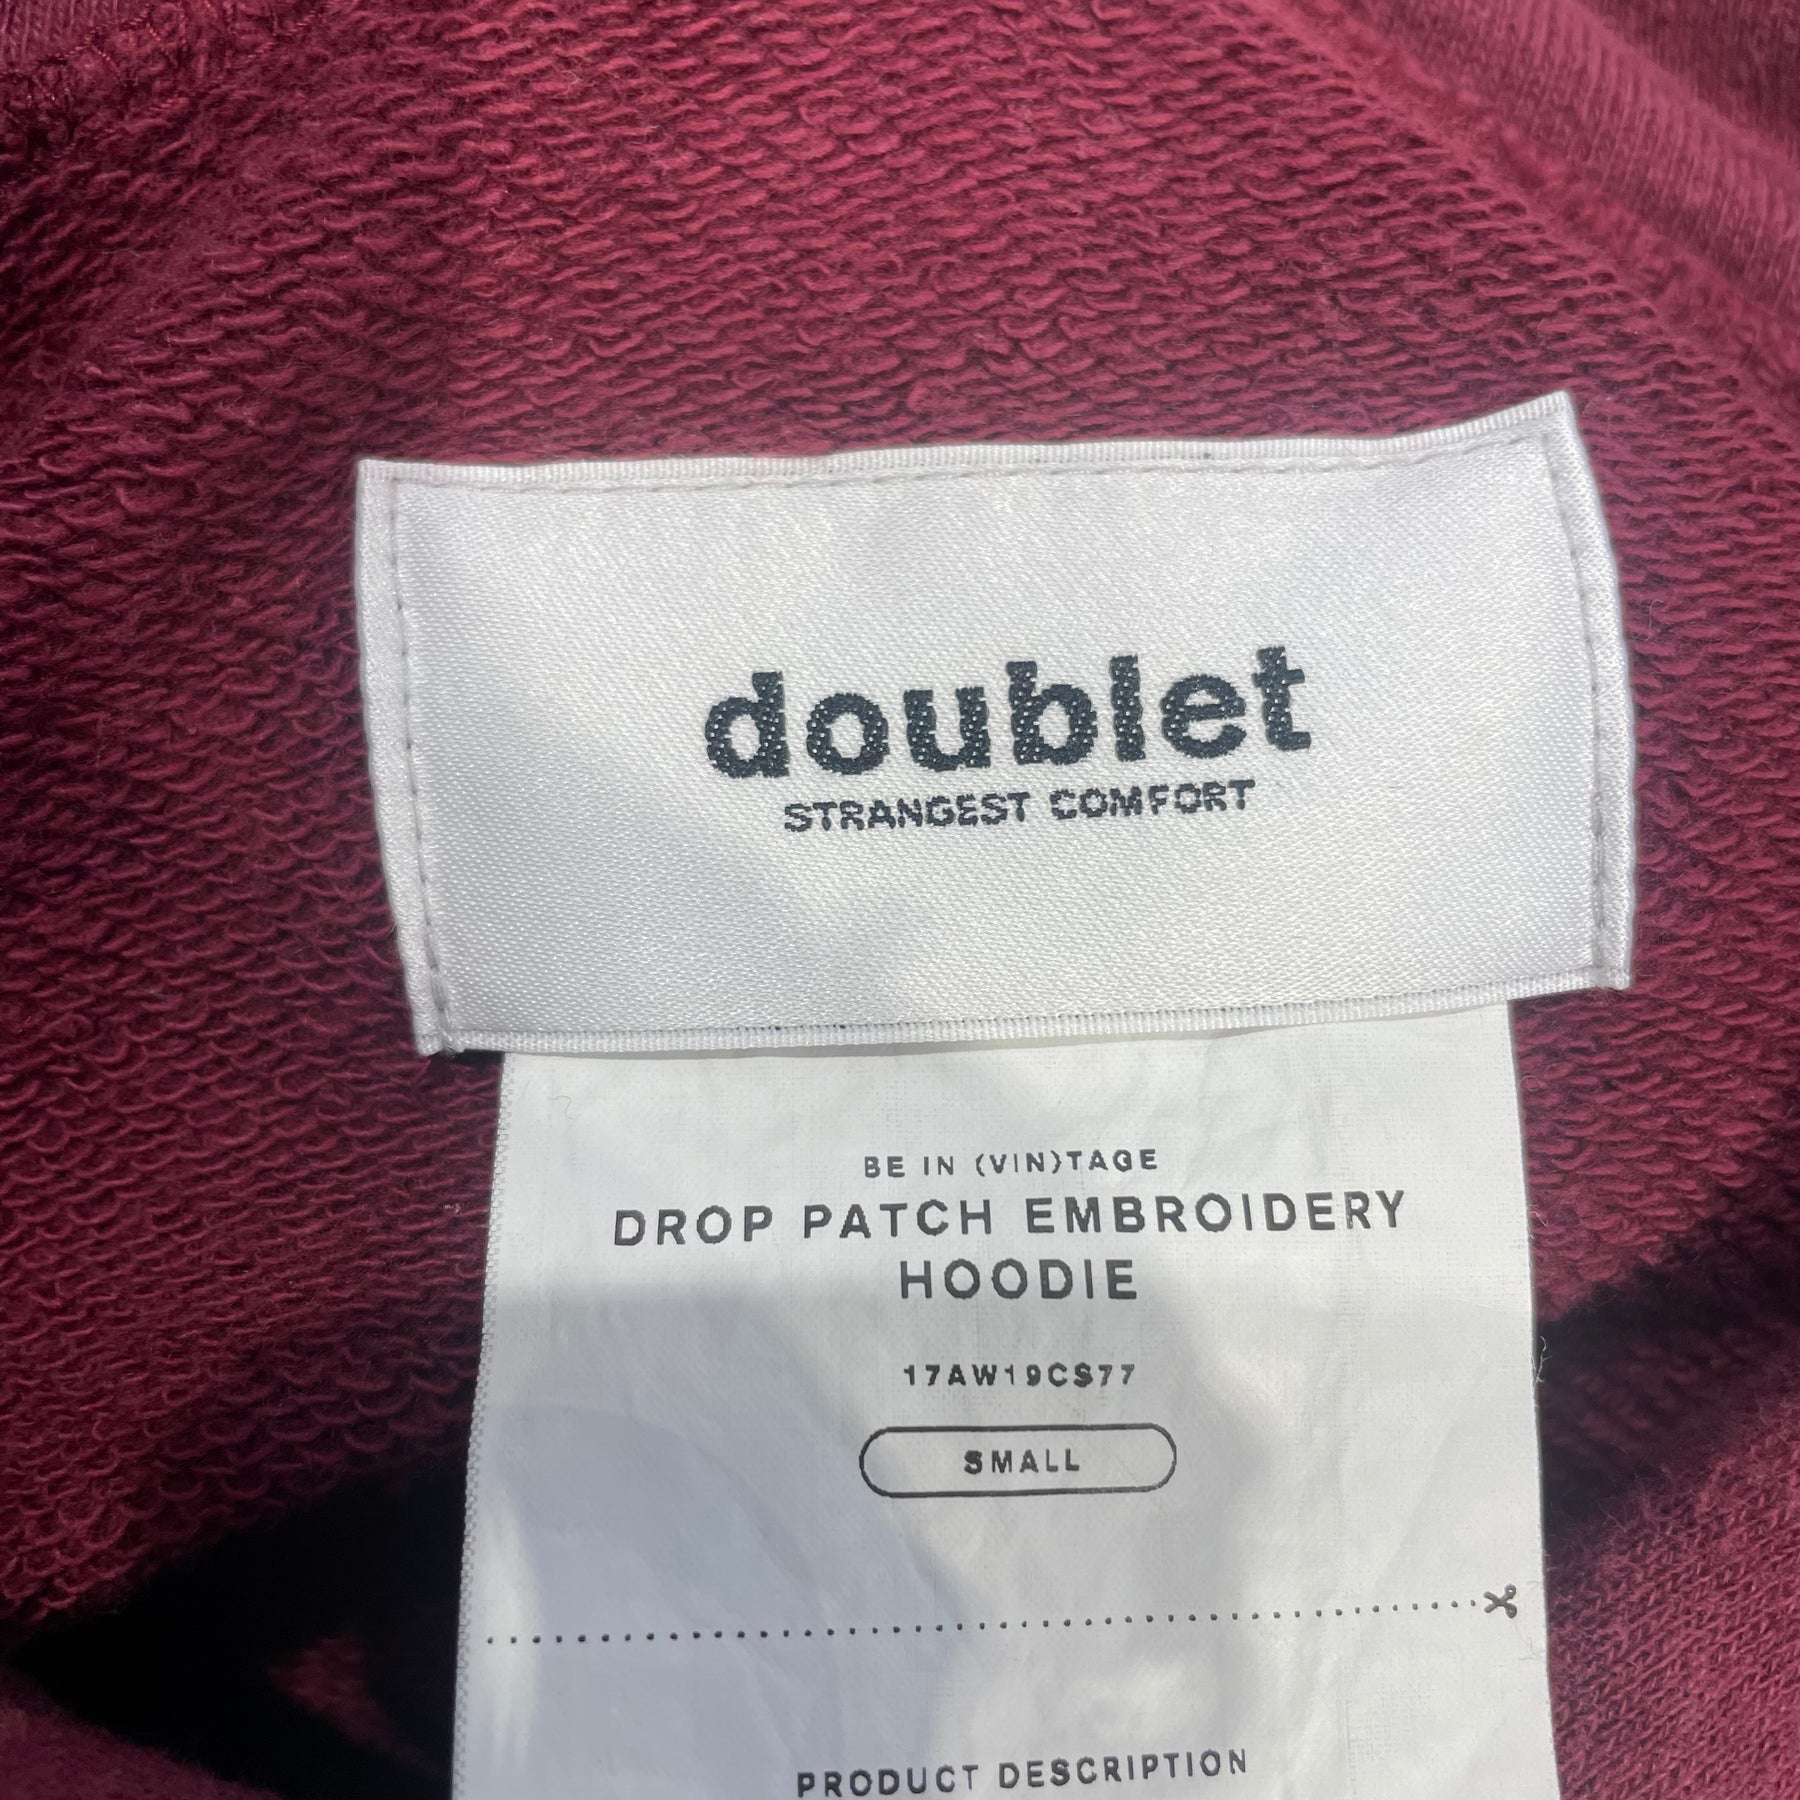 doublet
STRANGEST COMFORT
BE IN (VIN)TAGE
DROP PATCH EMBROIDERY
HOODIE
17AW19CS77
SMALL
PRODUCT DESCRIPTION